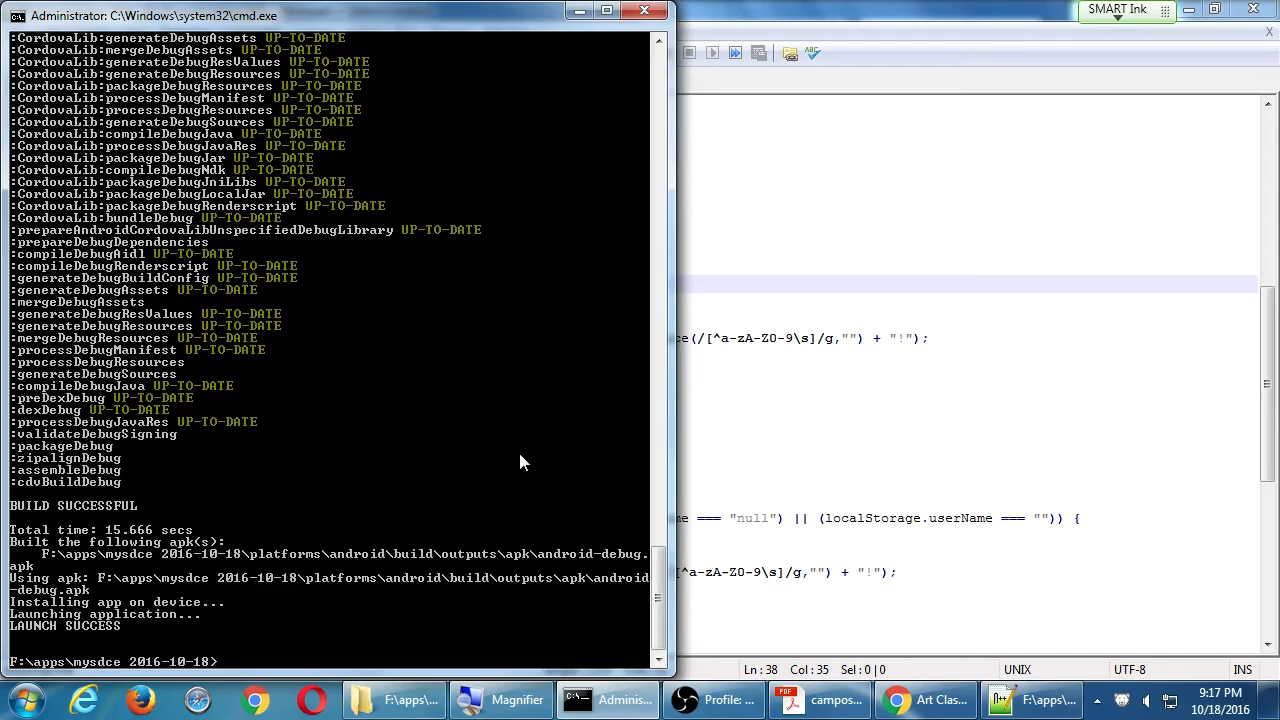 Administrator: C:\Windows\system32\cmd.exe
SMART Ink
:CordovaLib:generateDebugAssets UP-TO-DATE
:CordovaLib:mergeDebugAssets UP-TO-DATE
:CordovaLib:generateDebugResValues UP-TO-DATE
:CordovaLib:generateDebugResources UP-TO-DATE
:CordovaLib:packageDebugResources UP-TO-DATE
:CordovaLib:processDebugManifest UP-TO-DATE
:CordovaLib:processDebugResources UP-TO-DATE
:CordovaLib:generateDebugSources UP-TO-DATE
:CordovaLib:compileDebugJava UP-TO-DATE
:CordovaLib:processDebugJavaRes UP-TO-DATE
:CordovaLib:packageDebugJar UP-TO-DATE
:CordovaLib:compileDebugNdk UP-TO-DATE
:CordovaLib:packageDebugJniLibs UP-TO-DATE
:CordovaLib:packageDebugLocalJar UP-TO-DATE
:CordovaLib:packageDebugRenderscript UP-TO-DATE
:CordovaLib:bundleDebug UP-TO-DATE
:prepareAndroidCordovaLibUnspecifiedDebugLibrary UP-TO-DATE
:prepareDebugDependencies
:compileDebugAidl UP-TO-DATE
:compileDebugRenderscript UP-TO-DATE
:generateDebugBuildConfig UP-TO-DATE
:generateDebugAssets UP-TO-DATE
:mergeDebugAssets
:generateDebugResValues UP-TO-DATE
:generateDebugResources UP-TO-DATE
:mergeDebugResources UP-TO-DATE
:processDebugManifest UP-TO-DATE
:processDebugResources
:generateDebugSources
:compileDebugJava UP-TO-DATE
:preDexDebug UP-TO-DATE
:dexDebug UP-TO-DATE
:processDebugJavaRes UP-TO-DATE
:validateDebugSigning
:packageDebug
:zipalignDebug
:assembleDebug
:cdvBuildDebug
BUILD SUCCESSFUL
Total time: 15.666 secs
Built the following apk(s):
F:\apps\mysdce 2016-10-18\platforms\android\build\outputs\apk\android-debug.
apk
Using apk: F:\apps\mysdce 2016-10-18\platforms\android\build\outputs\apk\android
-debug.apk
Installing app on device...
Launching application...
LAUNCH SUCCESS
F:\apps\mysdce 2016-10-18>
ce(/[^a-zA-Z0-9\s]/g,"") + "!");
me === "null") || (localStorage.userName === "")) {
[^a-zA-Z0-9\s]/g,"") + "!");
Ln:38 Col:35 Sel:0|0 UNIX UTF-8 INS
F:\apps\... Magnifier Adminis... Profile: ... campos... Art Clas... F:\aps\...
PDF
9:17 PM
10/18/2016